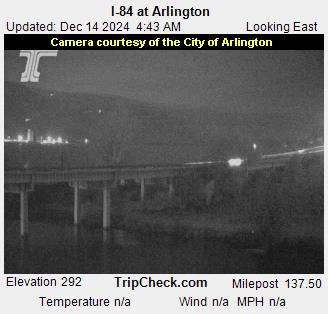 I-84 at Arlington
Updated: Dec 14 2024 4:43 AM Looking East
Camera courtesy of the City of Arlington
Elevation 292 TripCheck.com Milepost 137.50
Temperature n/a Wind n/a MPH n/a